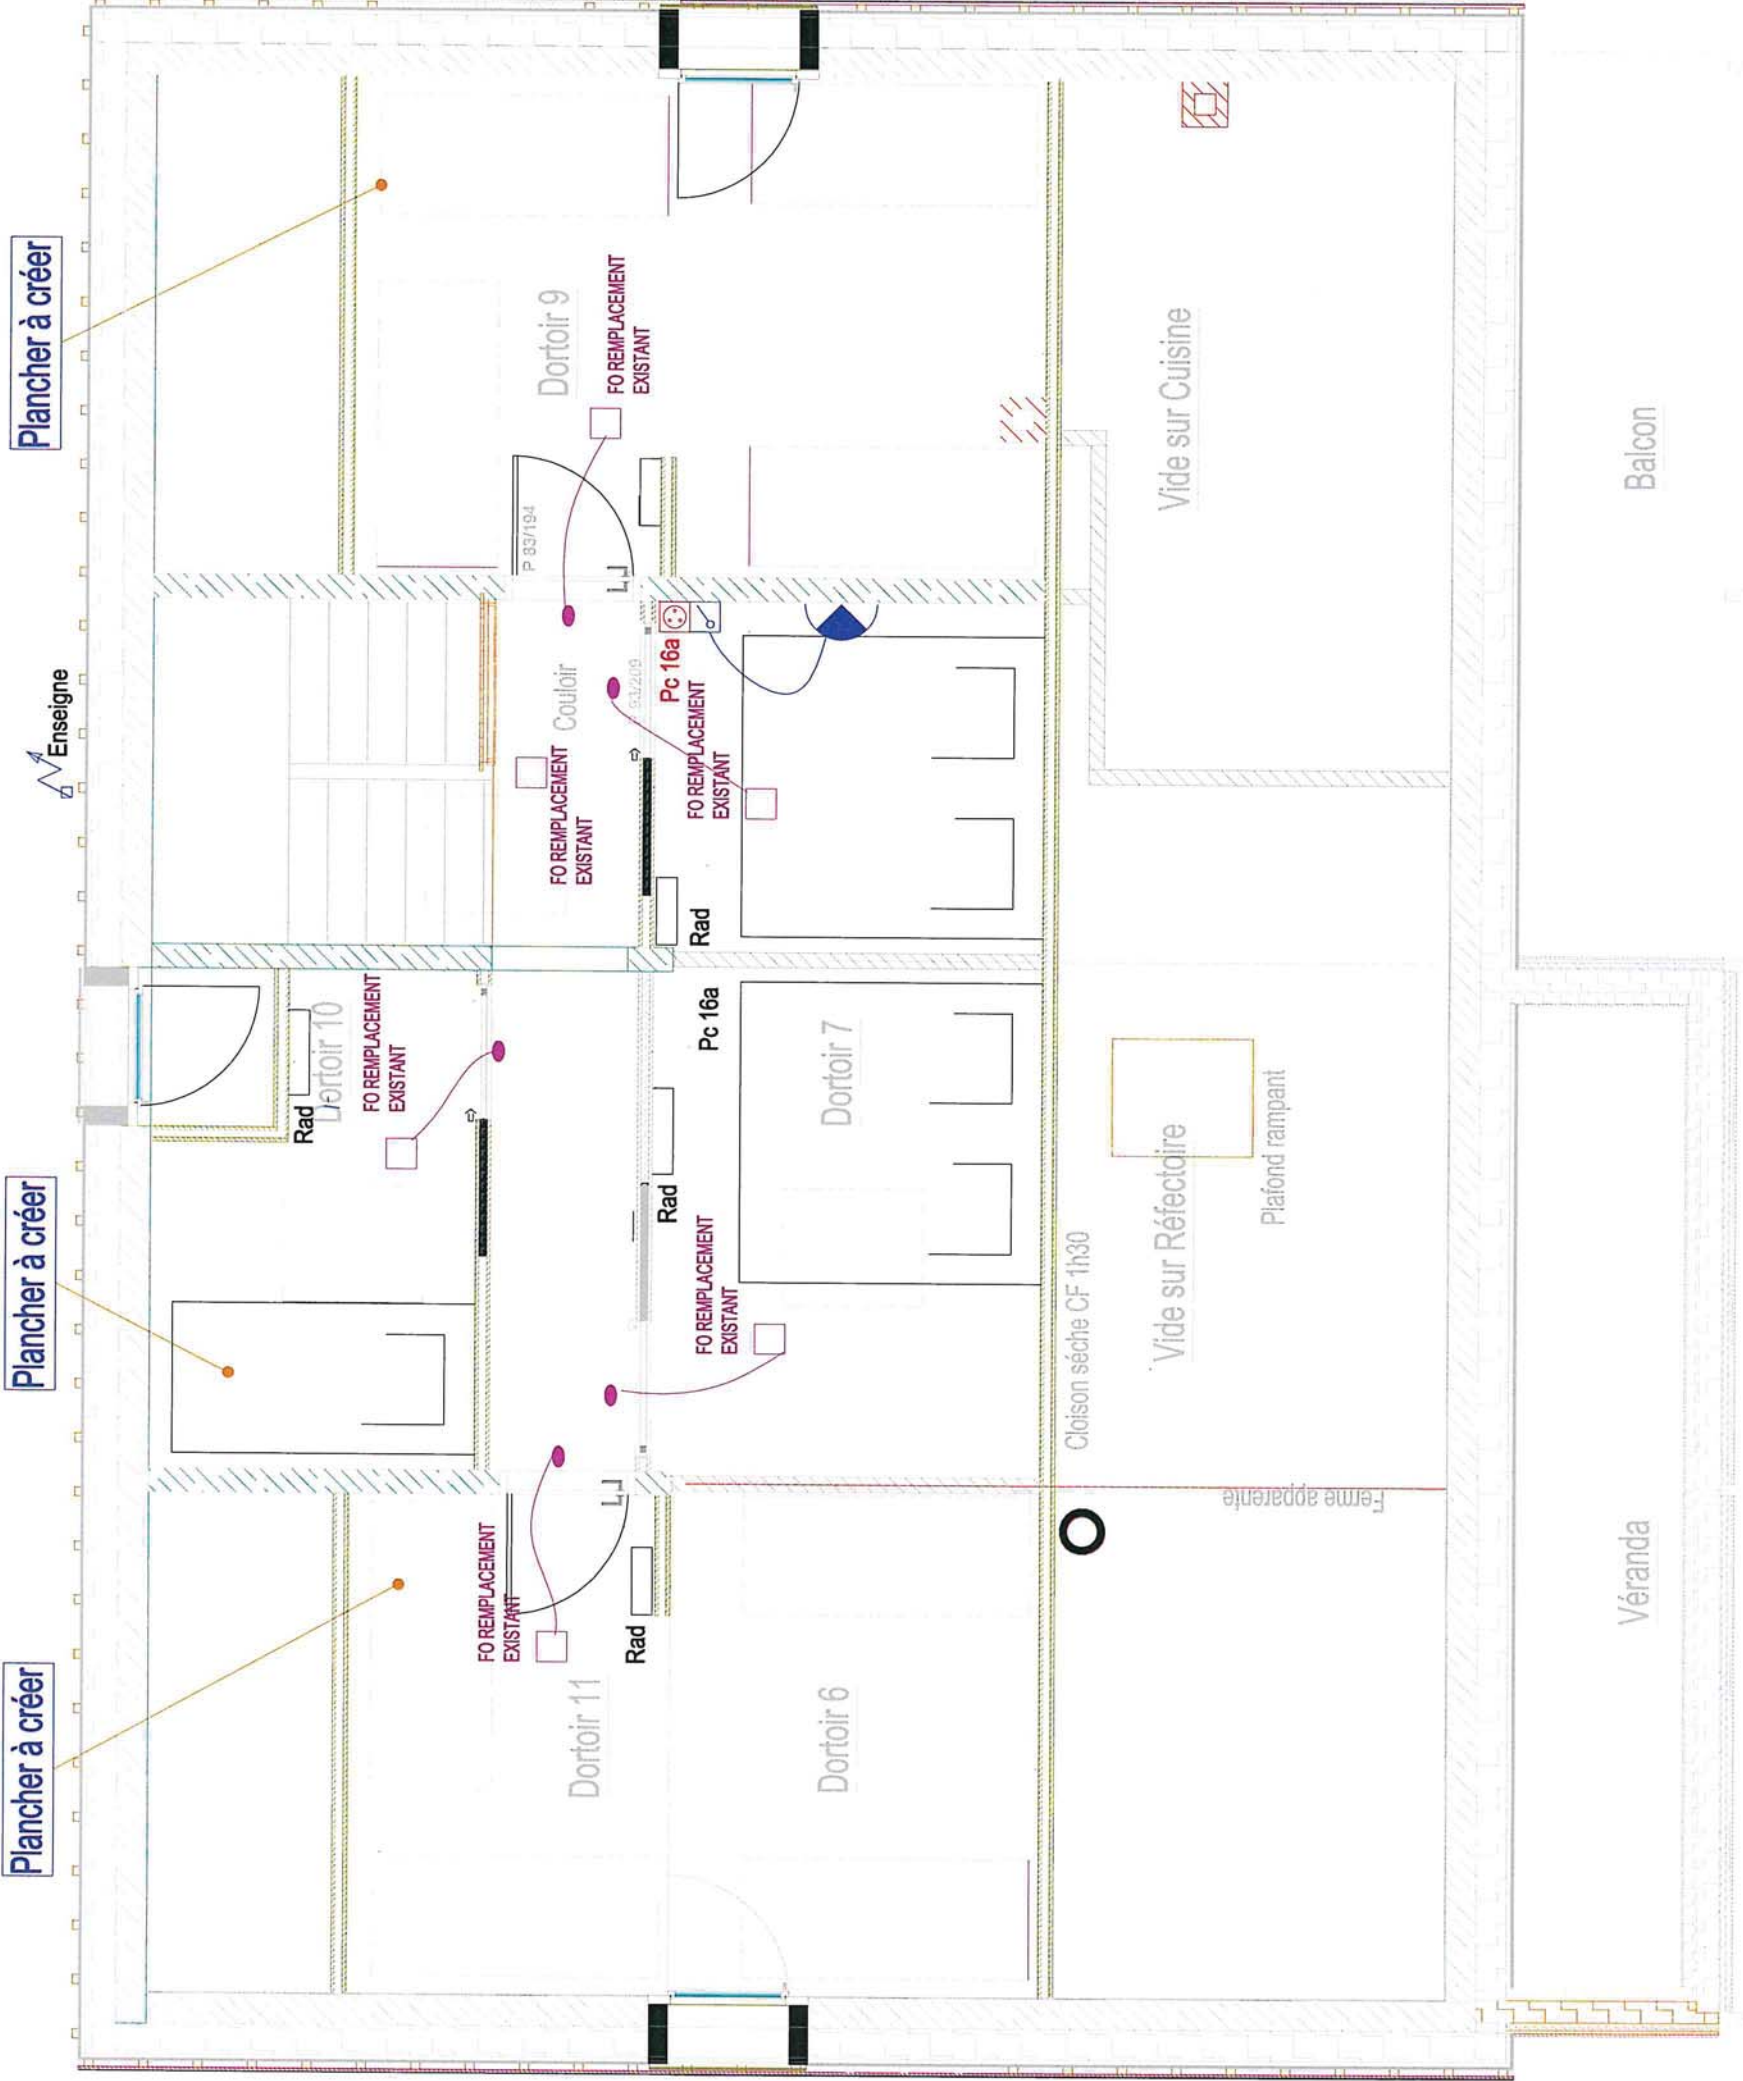 Plancher à créer
Plancher à créer
Plancher à créer
Enseigne
Dortoir 10
Rad
FO REMPLACEMENT
EXISTANT
Dortoir 11
FO REMPLACEMENT
EXISTANT
Rad
Couloir
FO REMPLACEMENT
EXISTANT
P 83/194
Dortoir 9
FO REMPLACEMENT
EXISTANT
93/209
Pc 16a
FO REMPLACEMENT
EXISTANT
Rad
Pc 16a
Rad
FO REMPLACEMENT
EXISTANT
Dortoir 6
Dortoir 7
Cloison séche CF 1h30
Vide sur Réfectoire
Plafond rampant
Ferme apparente
Vide sur Cuisine
Véranda
Balcon